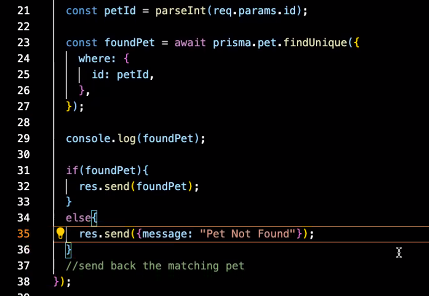 21 const petId = parseInt(req.params.id);
22
23 const foundPet = await prisma.pet.findUnique({
24 where: {
25 id: petId,
26 },
27 });
28
29 console.log(foundPet);
30
31 if(foundPet){
32 res.send(foundPet);
33 }
34 else{
35 res.send({message: "Pet Not Found"});
36 }
37 //send back the matching pet
38 });